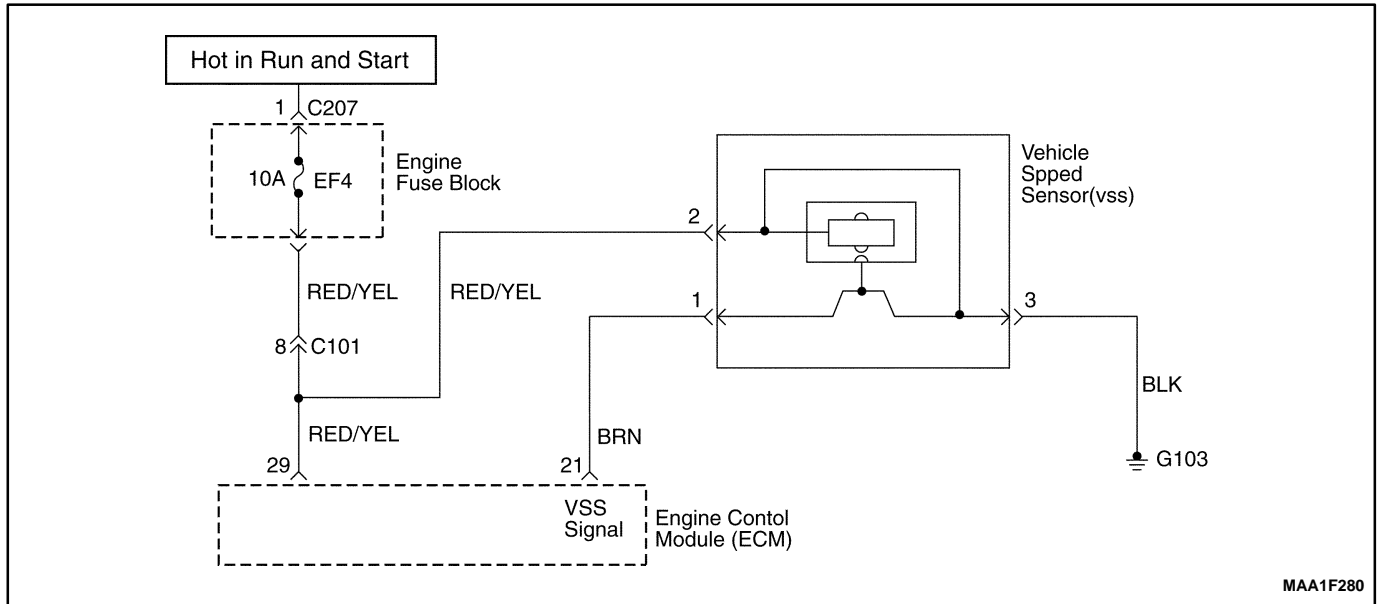 Hot in Run and Start
1 C207
10A EF4
Engine
Fuse Block
RED/YEL
RED/YEL
8 C101
RED/YEL
29
BRN
21
VSS
Signal
Engine Contol
Module (ECM)
2
1
3
Vehicle
Spped
Sensor(vss)
BLK
G103
MAA1F280